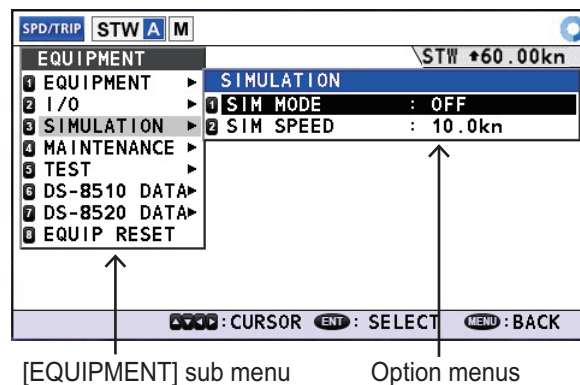 SPD/TRIP STW A M
EQUIPMENT
STW 60.00kn
1 EQUIPMENT
2 I/O
3 SIMULATION
4 MAINTENANCE
5 TEST
6 DS-8510 DATA
7 DS-8520 DATA
8 EQUIP RESET
SIMULATION
1 SIM MODE : OFF
2 SIM SPEED : 10.0kn
: CURSOR ENT : SELECT MENU : BACK
[EQUIPMENT] sub menu
Option menus